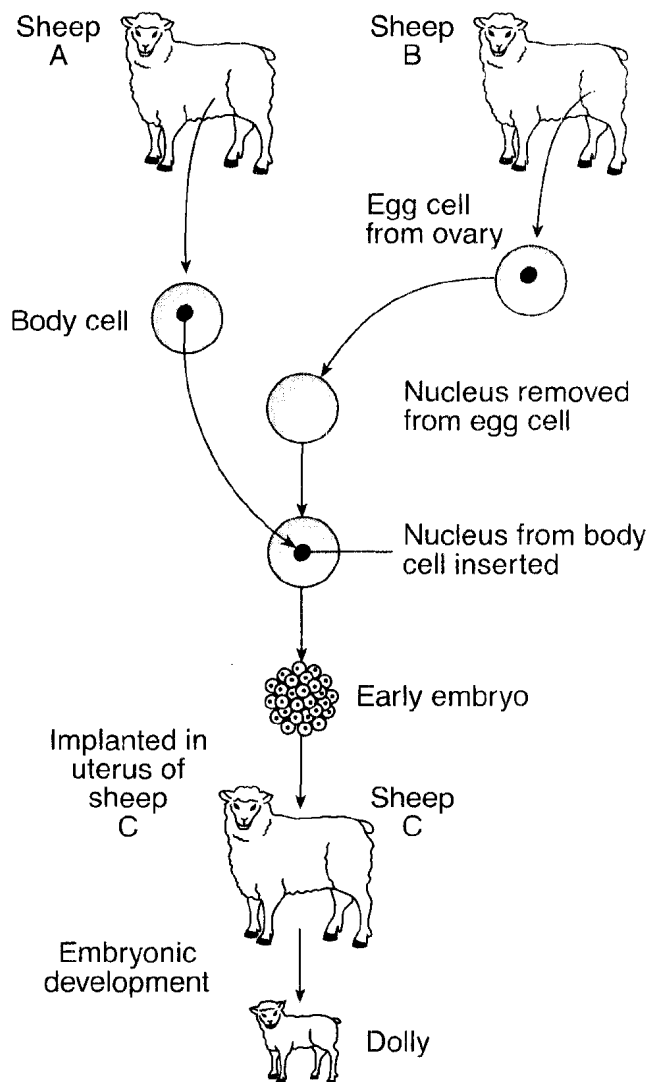 Sheep
A
Sheep
B
Egg cell
from ovary
Body cell
Nucleus removed
from egg cell
Nucleus from body
cell inserted
Early embryo
Implanted in
uterus of
sheep
C
Sheep
C
Embryonic
development
Dolly